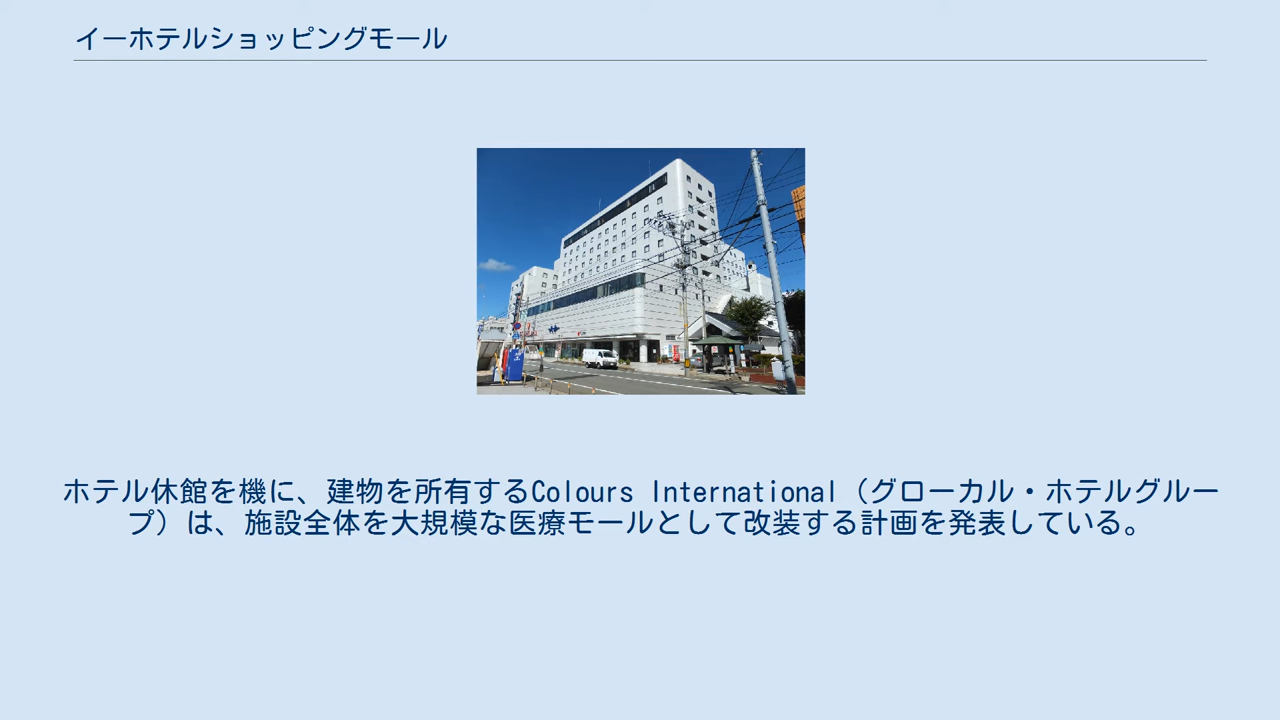 イーホテルショッピングモール
ホテル休館を機に、建物を所有するColours International（グローカル・ホテルグルー
プ）は、施設全体を大規模な医療モールとして改装する計画を発表している。